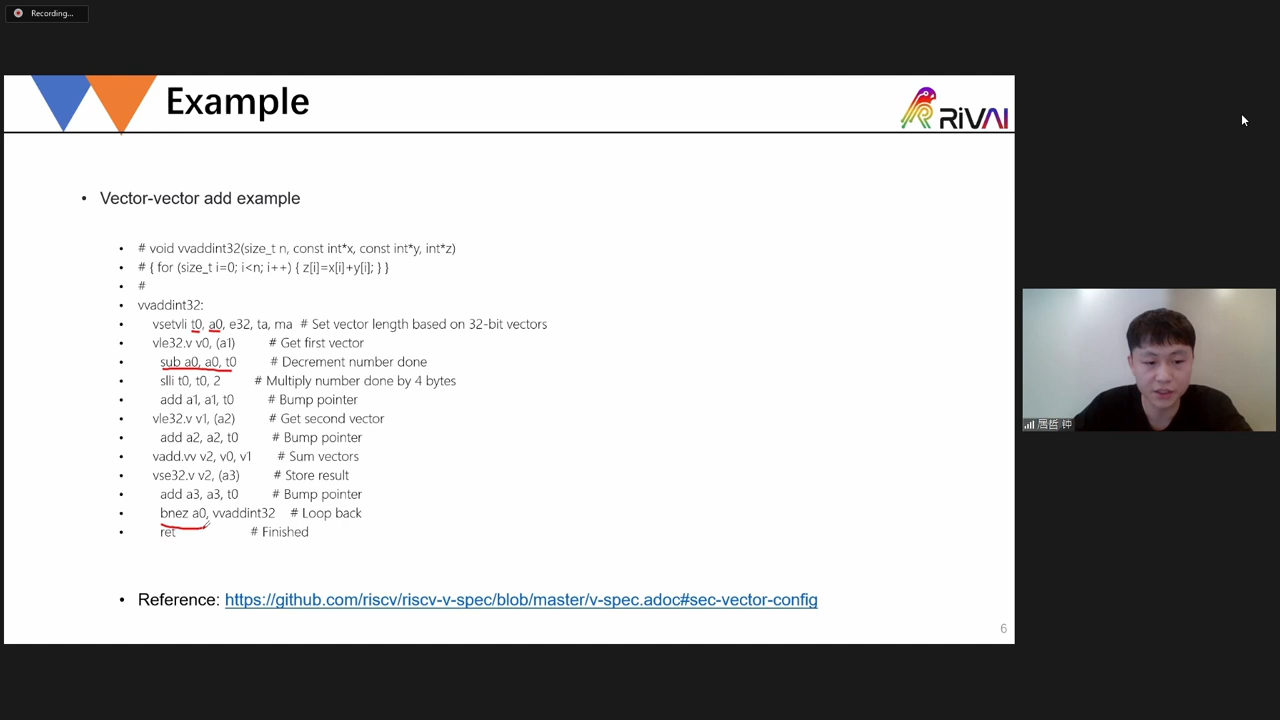 Recording...
Example
RiVAI
• Vector-vector add example
• # void vvaddint32(size_t n, const int*x, const int*y, int*z)
• # { for (size_t i=0; i<n; i++) { z[i]=x[i]+y[i]; } }
• #
• vvaddint32:
• vsetvli t0, a0, e32, ta, ma # Set vector length based on 32-bit vectors
• vle32.v v0, (a1) # Get first vector
• sub a0, a0, t0 # Decrement number done
• slli t0, t0, 2 # Multiply number done by 4 bytes
• add a1, a1, t0 # Bump pointer
• vle32.v v1, (a2) # Get second vector
• add a2, a2, t0 # Bump pointer
• vadd.vv v2, v0, v1 # Sum vectors
• vse32.v v2, (a3) # Store result
• add a3, a3, t0 # Bump pointer
• bnez a0, vvaddint32 # Loop back
• ret # Finished
• Reference: https://github.com/riscv/riscv-v-spec/blob/master/v-spec.adoc#sec-vector-config
6
居哲 钟